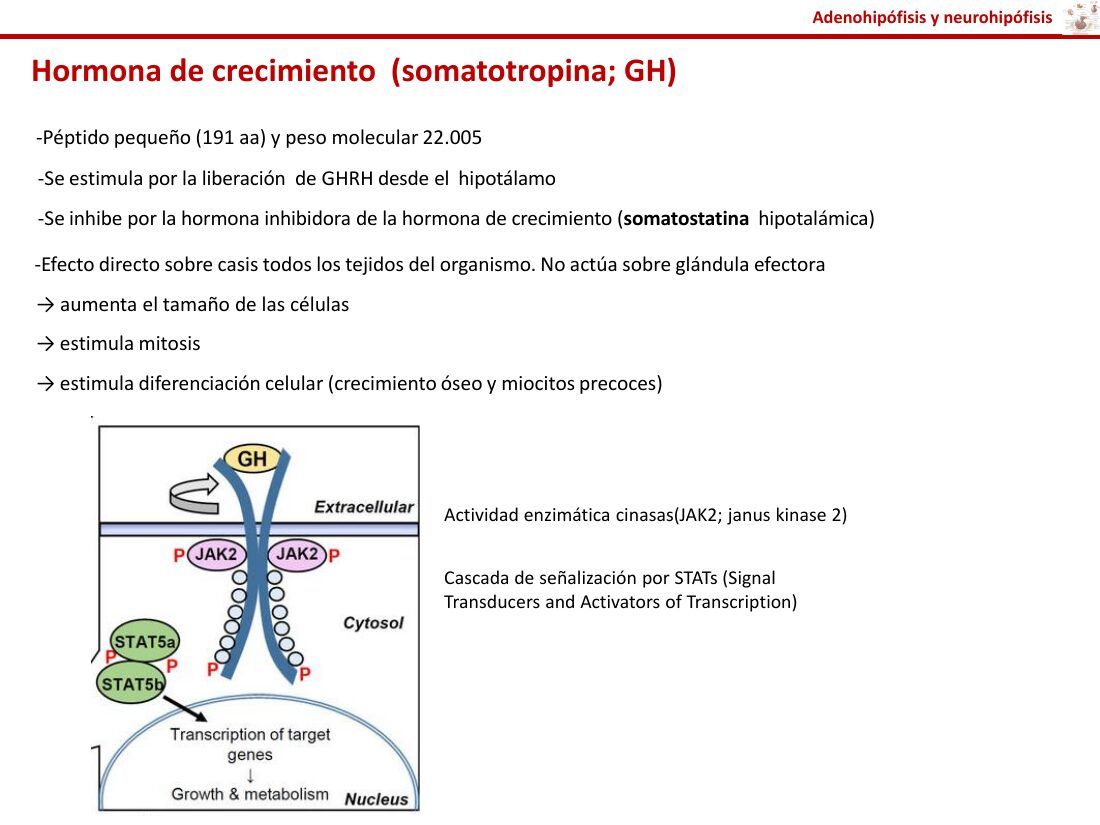 Adenohipófisis y neurohipófisis
Hormona de crecimiento (somatotropina; GH)
-Péptido pequeño (191 aa) y peso molecular 22.005
-Se estimula por la liberación de GHRH desde el hipotálamo
-Se inhibe por la hormona inhibidora de la hormona de crecimiento (somatostatina hipotalámica)
-Efecto directo sobre casis todos los tejidos del organismo. No actúa sobre glándula efectora
→ aumenta el tamaño de las células
→ estimula mitosis
→ estimula diferenciación celular (crecimiento óseo y miocitos precoces)
GH
Extracellular
P JAK2 JAK2 P
Cytosol
STAT5a
P P
STAT5b
P P
Transcription of target
genes
↓
Growth & metabolism
Nucleus
Actividad enzimática cinasas(JAK2; janus kinase 2)
Cascada de señalización por STATs (Signal
Transducers and Activators of Transcription)